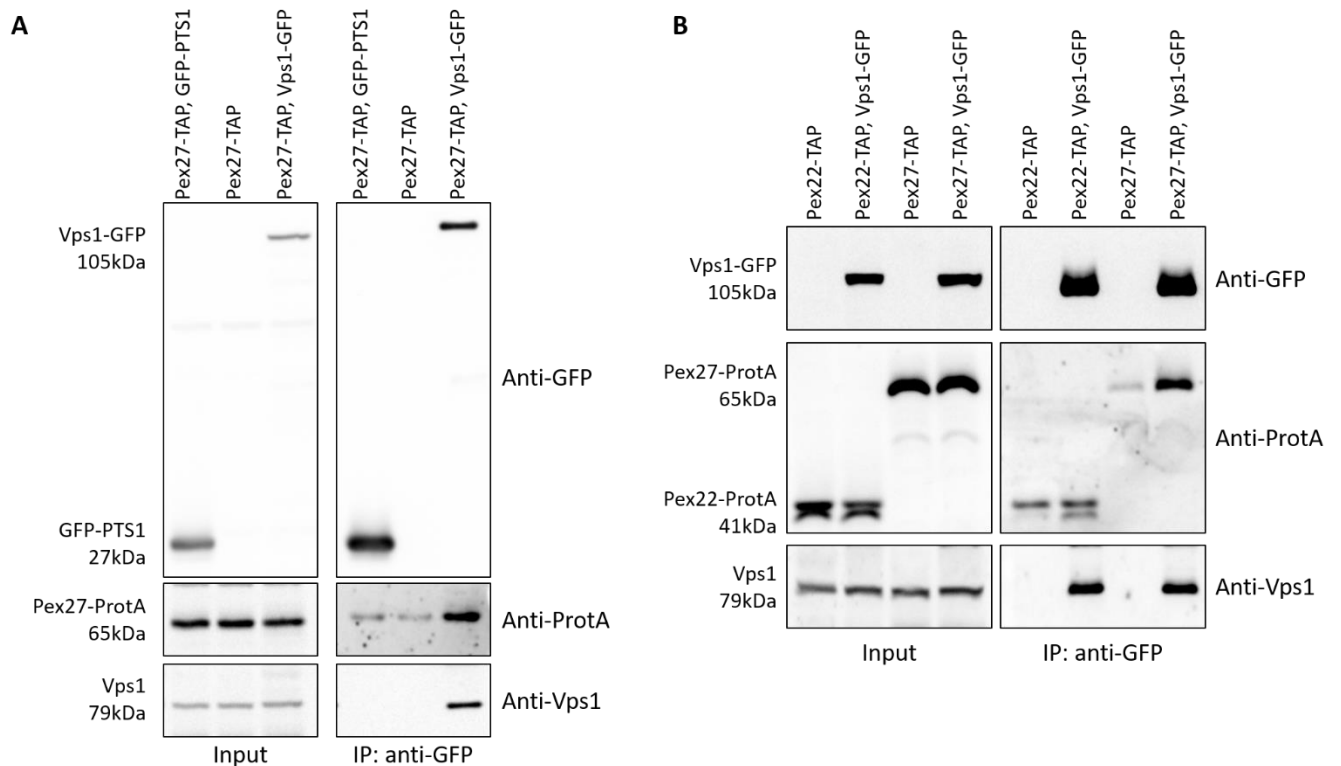 A
Pex27-TAP, GFP-PTS1
Pex27-TAP
Pex27-TAP, Vps1-GFP
Pex27-TAP, GFP-PTS1
Pex27-TAP
Pex27-TAP, Vps1-GFP
Vps1-GFP
105kDa
Anti-GFP
GFP-PTS1
27kDa
Pex27-ProtA
65kDa
Anti-ProtA
Vps1
79kDa
Anti-Vps1
Input
IP: anti-GFP
B
Pex22-TAP
Pex22-TAP, Vps1-GFP
Pex27-TAP
Pex27-TAP, Vps1-GFP
Pex22-TAP
Pex22-TAP, Vps1-GFP
Pex27-TAP
Pex27-TAP, Vps1-GFP
Vps1-GFP
105kDa
Anti-GFP
Pex27-ProtA
65kDa
Anti-ProtA
Pex22-ProtA
41kDa
Vps1
79kDa
Anti-Vps1
Input
IP: anti-GFP